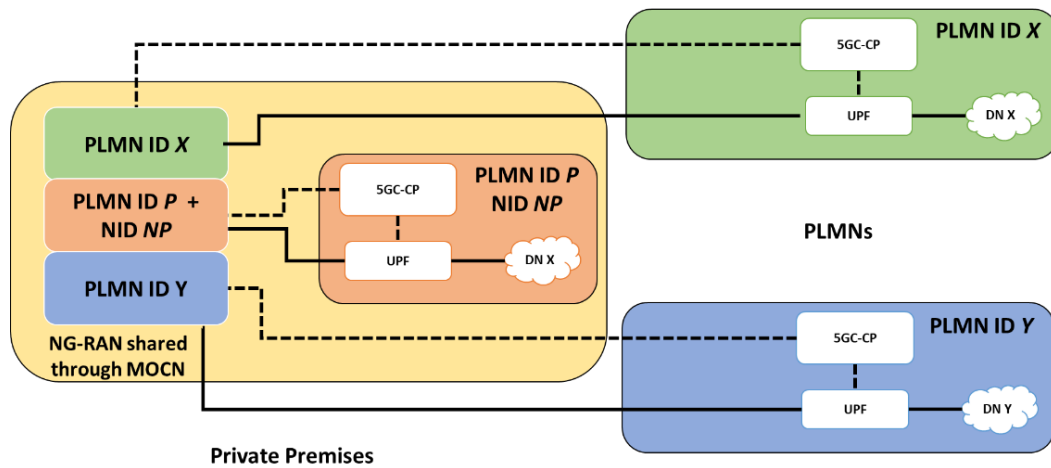 PLMN ID X
5GC-CP
UPF
DN X
PLMN ID X
PLMN ID P +
NID NP
PLMN ID Y
NG-RAN shared
through MOCN
PLMN ID P
NID NP
5GC-CP
UPF
DN X
PLMNs
PLMN ID Y
5GC-CP
UPF
DN Y
Private Premises